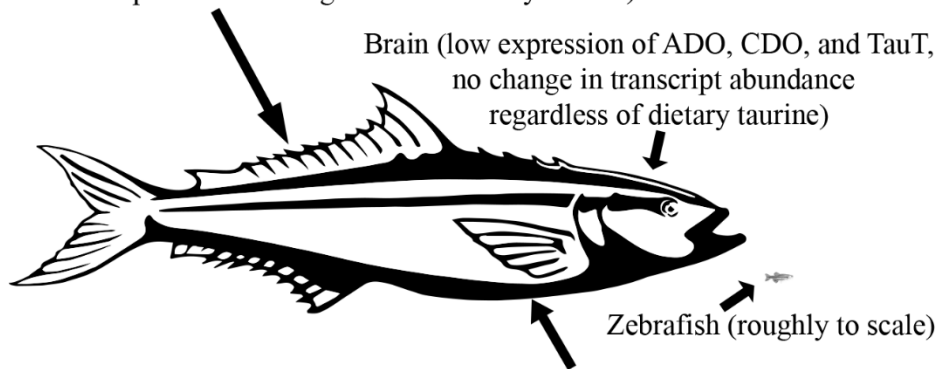 Brain (low expression of ADO, CDO, and TauT,
no change in transcript abundance
regardless of dietary taurine)
Zebrafish (roughly to scale)